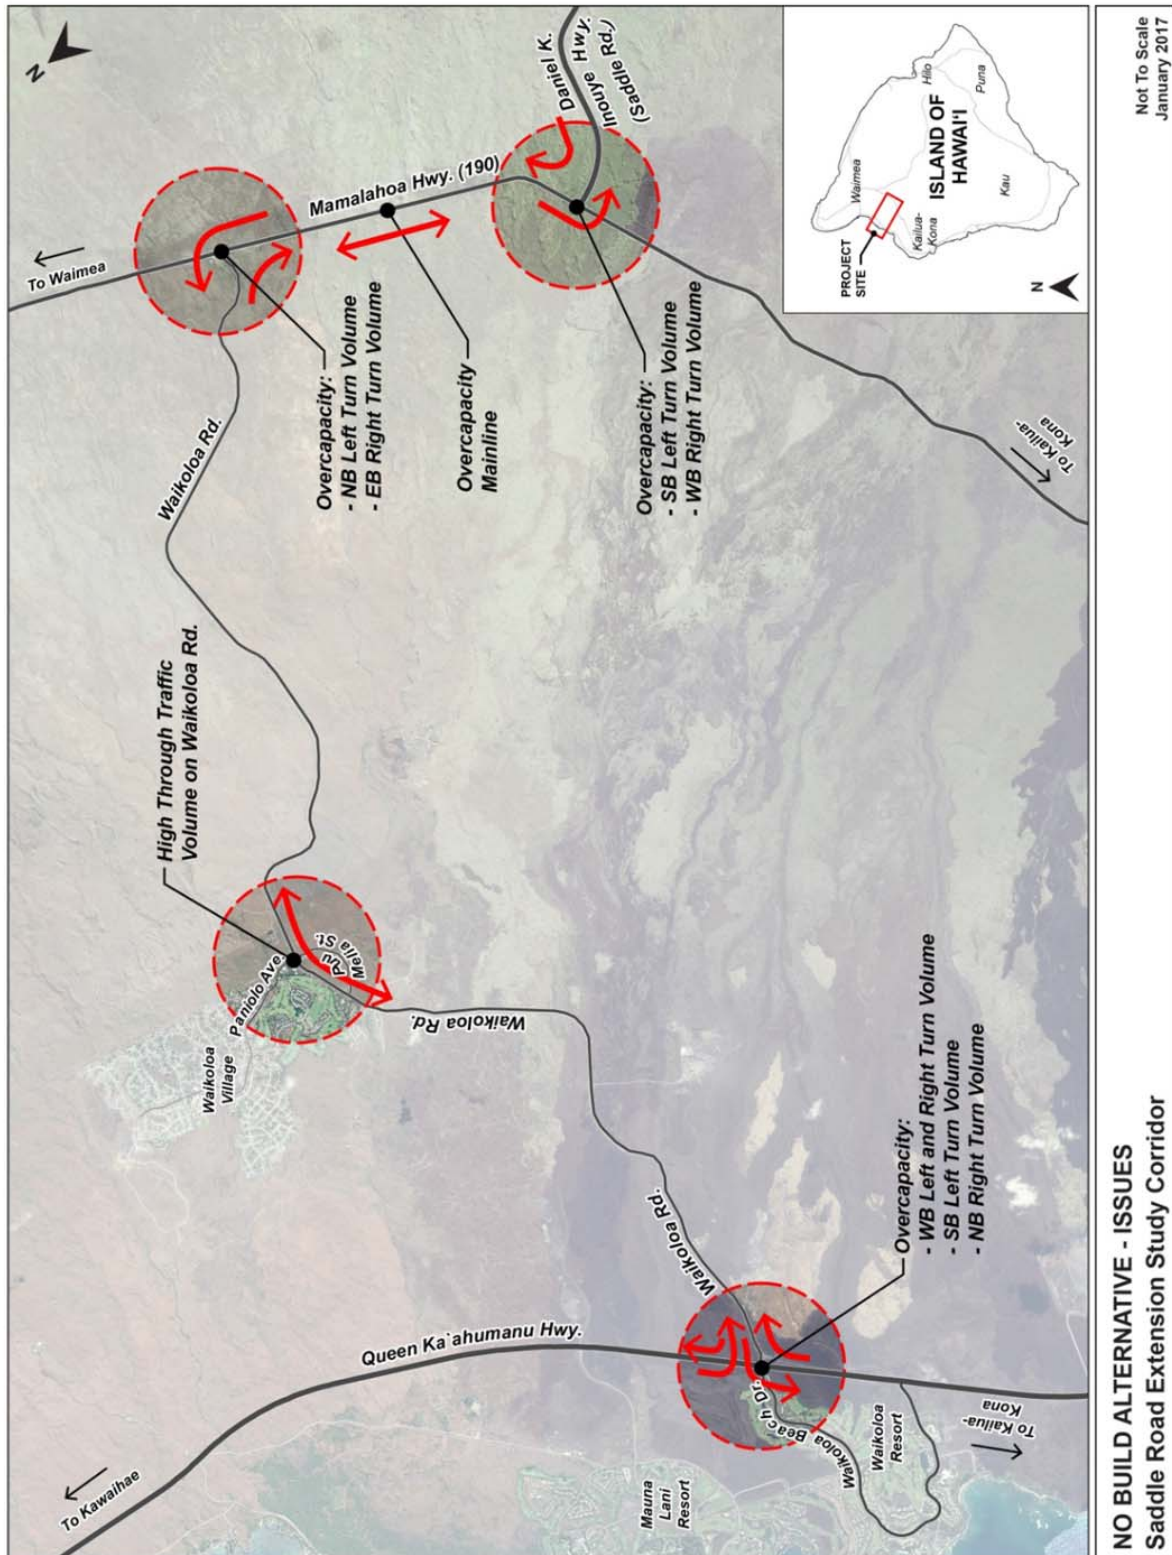 N
To Waimea
Mamalahoa Hwy. (190)
Daniel K.
Inouye Hwy.
(Saddle Rd.)
Waikoloa Rd.
Overcapacity:
- NB Left Turn Volume
- EB Right Turn Volume
Overcapacity
Mainline
Overcapacity:
- SB Left Turn Volume
- WB Right Turn Volume
To Kailua-
Kona
High Through Traffic
Volume on Waikoloa Rd.
Paniolo Ave.
Melia St.
Waikoloa
Village
Waikoloa Rd.
Waikoloa Rd.
Overcapacity:
- WB Left and Right Turn Volume
- SB Left Turn Volume
- NB Right Turn Volume
Queen Ka`ahumanu Hwy.
To Kawaihae
Waikoloa Beach Dr.
Waikoloa
Resort
Mauna
Lani
Resort
To Kailua-
Kona
Waimea
Hilo
Puna
ISLAND OF
HAWAI'I
Kau
Kailua-
Kona
PROJECT
SITE
N
NO BUILD ALTERNATIVE - ISSUES
Saddle Road Extension Study Corridor
Not To Scale
January 2017